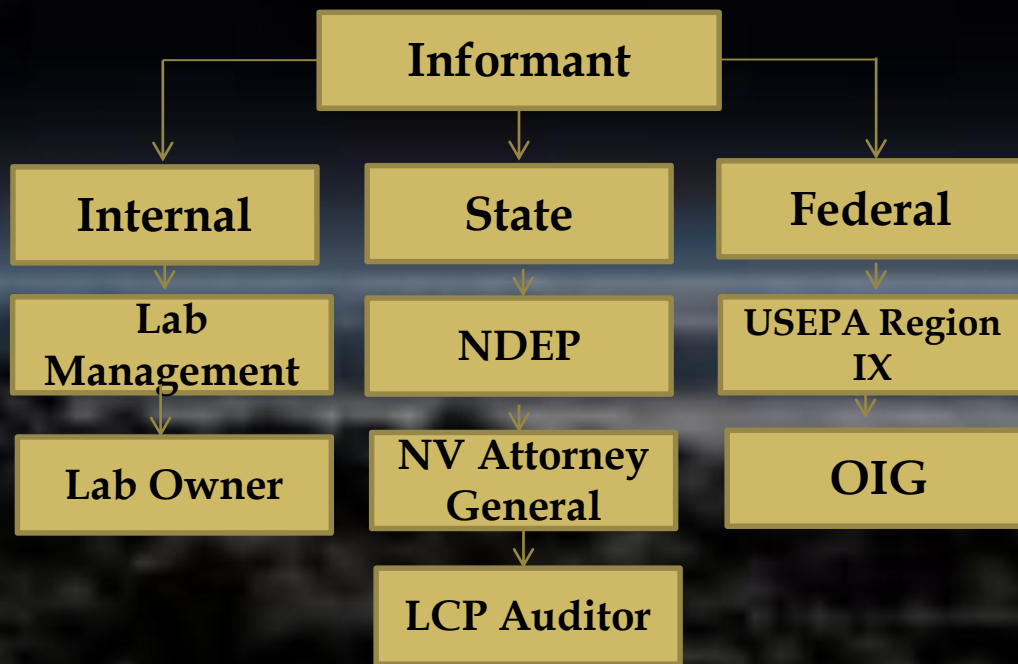 Informant
Internal
State
Federal
Lab
Management
NDEP
USEPA Region
IX
Lab Owner
NV Attorney
General
OIG
LCP Auditor